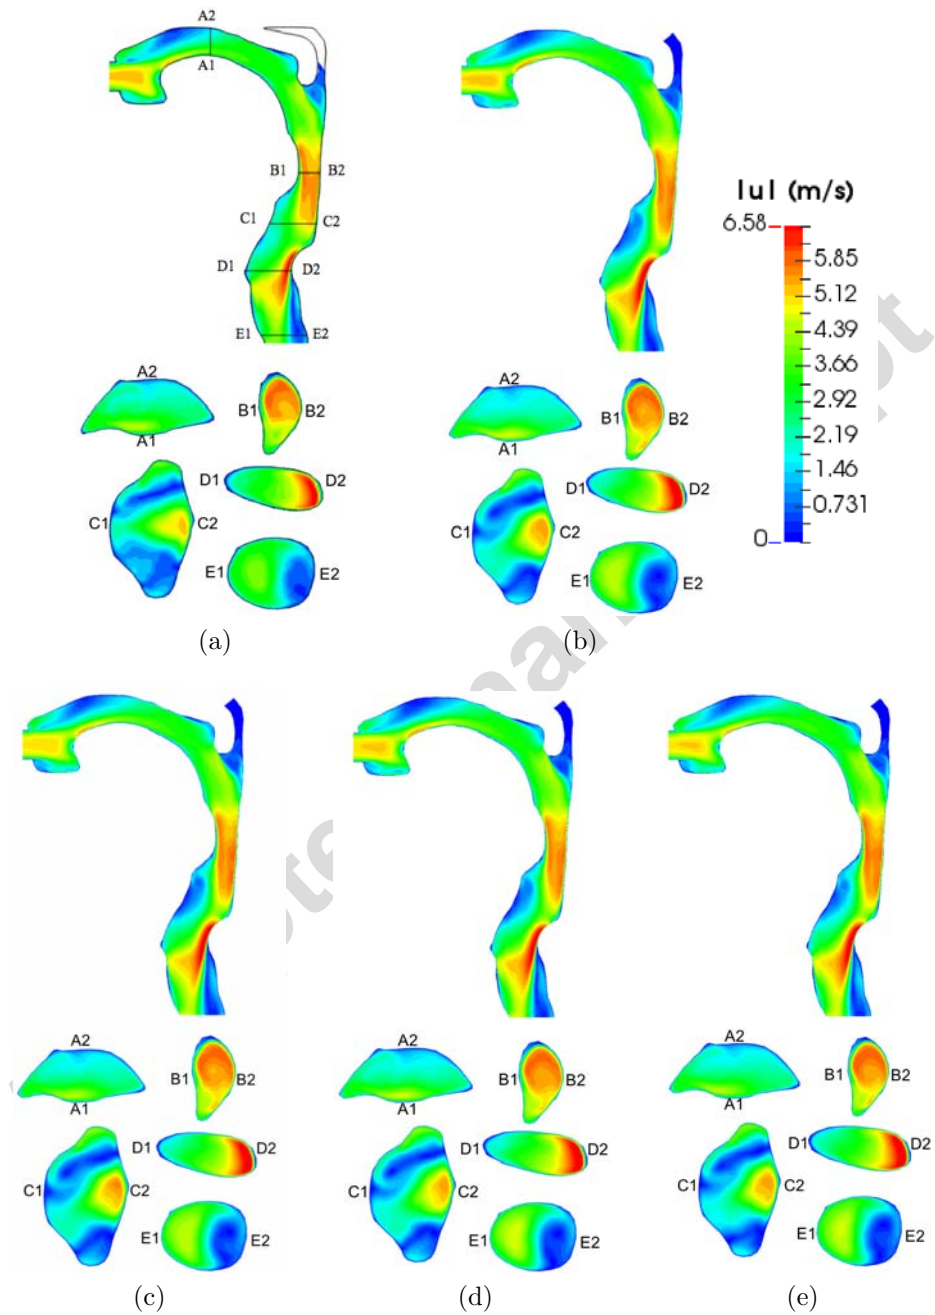 A2
A1
B1 B2
C1 C2
D1 D2
E1 E2
|u| (m/s)
6.58
5.85
5.12
4.39
3.66
2.92
2.19
1.46
0.731
0
A2
A1
B1 B2
D1 D2
C1 C2
E1 E2
(a)
A2
A1
B1 B2
D1 D2
C1 C2
E1 E2
(b)
A2
A1
B1 B2
D1 D2
C1 C2
E1 E2
(c)
A2
A1
B1 B2
D1 D2
C1 C2
E1 E2
(d)
A2
A1
B1 B2
D1 D2
C1 C2
E1 E2
(e)